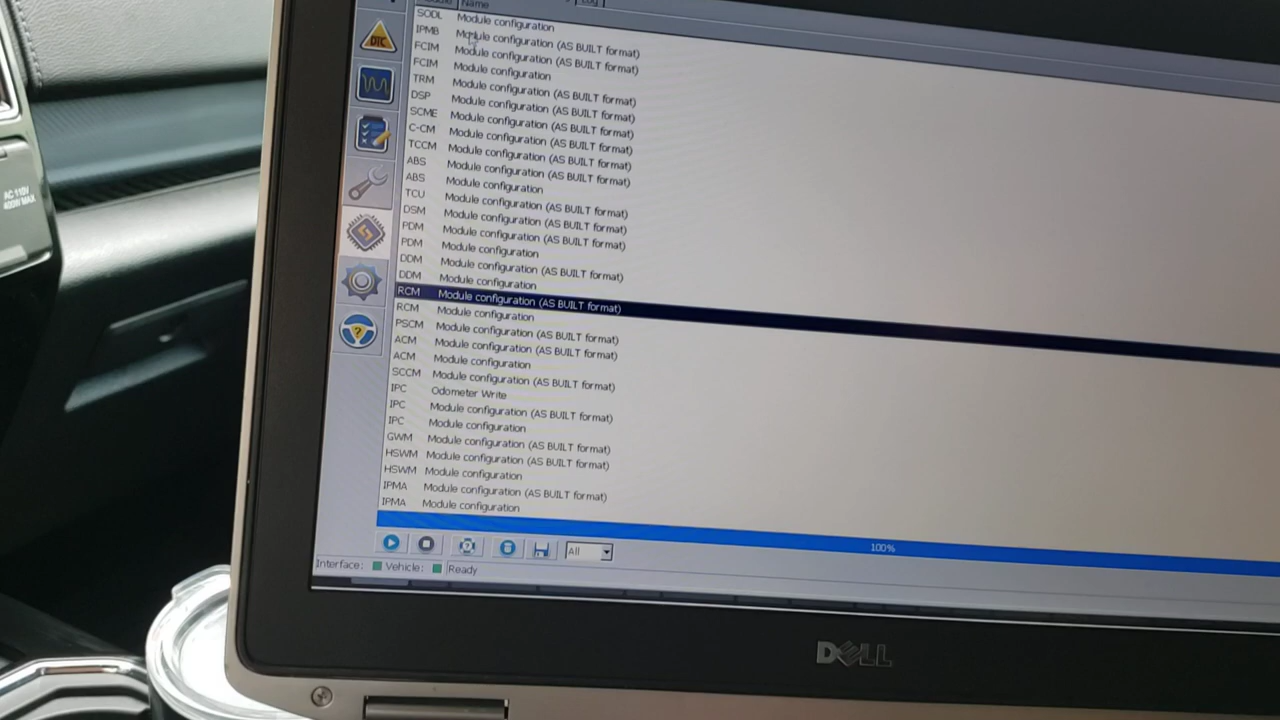 Name
Log
SODL Module configuration
IPMB Module configuration (AS BUILT format)
FCIM Module configuration (AS BUILT format)
FCIM Module configuration
TRM Module configuration (AS BUILT format)
DSP Module configuration (AS BUILT format)
SCME Module configuration (AS BUILT format)
C-CM Module configuration (AS BUILT format)
TCCM Module configuration (AS BUILT format)
ABS Module configuration (AS BUILT format)
ABS Module configuration
TCU Module configuration (AS BUILT format)
DSM Module configuration (AS BUILT format)
PDM Module configuration (AS BUILT format)
PDM Module configuration
DDM Module configuration (AS BUILT format)
DDM Module configuration
RCM Module configuration (AS BUILT format)
RCM Module configuration
PSCM Module configuration (AS BUILT format)
ACM Module configuration (AS BUILT format)
ACM Module configuration
SCCM Module configuration (AS BUILT format)
IPC Odometer Write
IPC Module configuration (AS BUILT format)
IPC Module configuration
GWM Module configuration (AS BUILT format)
HSWM Module configuration (AS BUILT format)
HSWM Module configuration
IPMA Module configuration (AS BUILT format)
IPMA Module configuration
100%
All
Interface: Vehicle: Ready
DTC
AC 110V
400W MAX
DELL